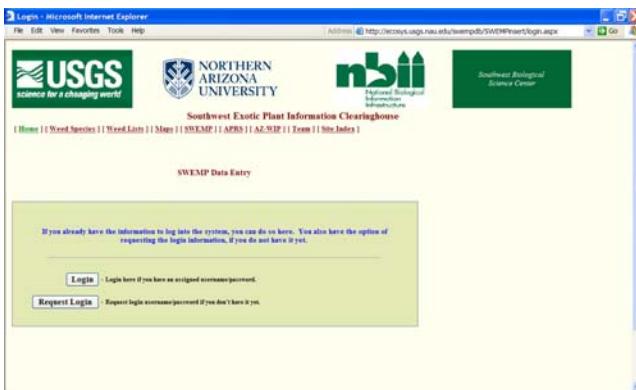 Login - Microsoft Internet Explorer
File Edit View Favorites Tools Help
Address http://ecosys.usgs.nau.edu/swempdb/SWEMPinsert/login.aspx Go
USGS
science for a changing world
NORTHERN
ARIZONA
UNIVERSITY
nbii
National Biological
Information
Infrastructure
Southwest Biological
Science Center
Southwest Exotic Plant Information Clearinghouse
[ Home ] [ Weed Species ] [ Weed Lists ] [ Maps ] [ SWEMP ] [ APRS ] [ AZ-WIP ] [ Team ] [ Site Index ]
SWEMP Data Entry
If you already have the information to log into the system, you can do so here. You also have the option of
requesting the login information, if you do not have it yet.
Login - Login here if you have an assigned username/password.
Request Login - Request login username/password if you don't have it yet.